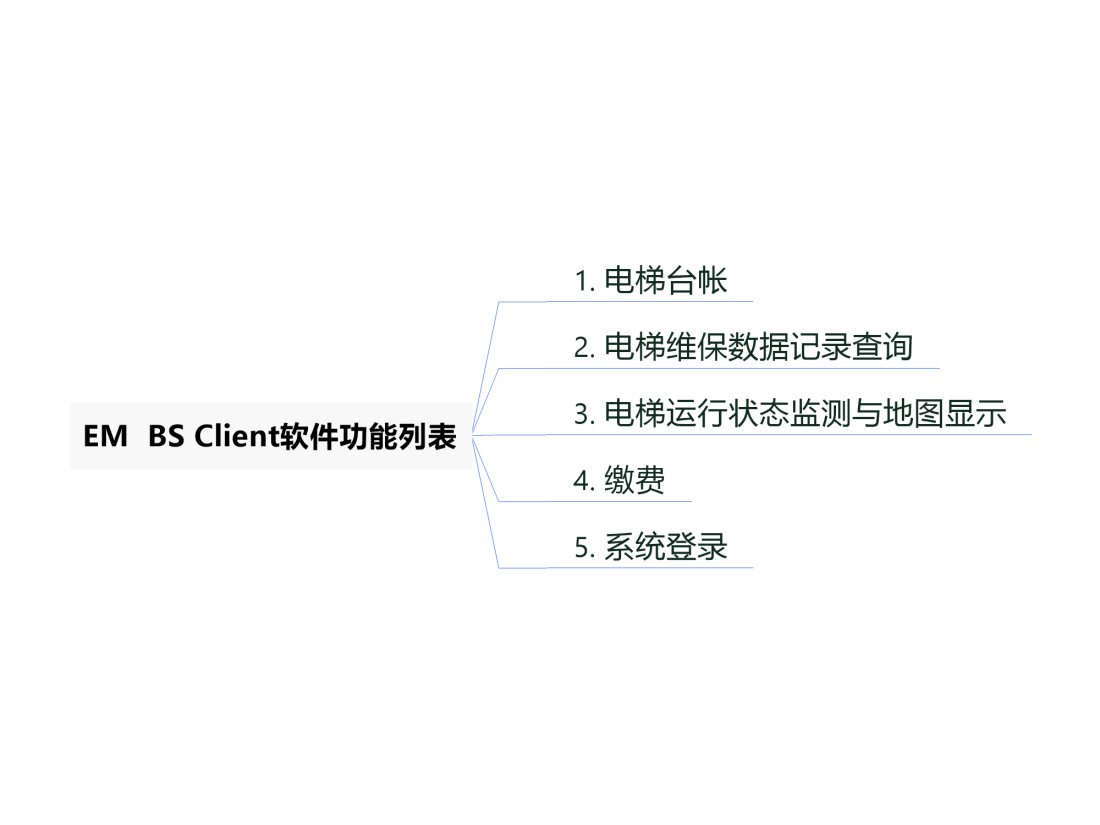 1. 电梯台帐
2. 电梯维保数据记录查询
3. 电梯运行状态监测与地图显示
EM  BS Client软件功能列表
4. 缴费
5. 系统登录